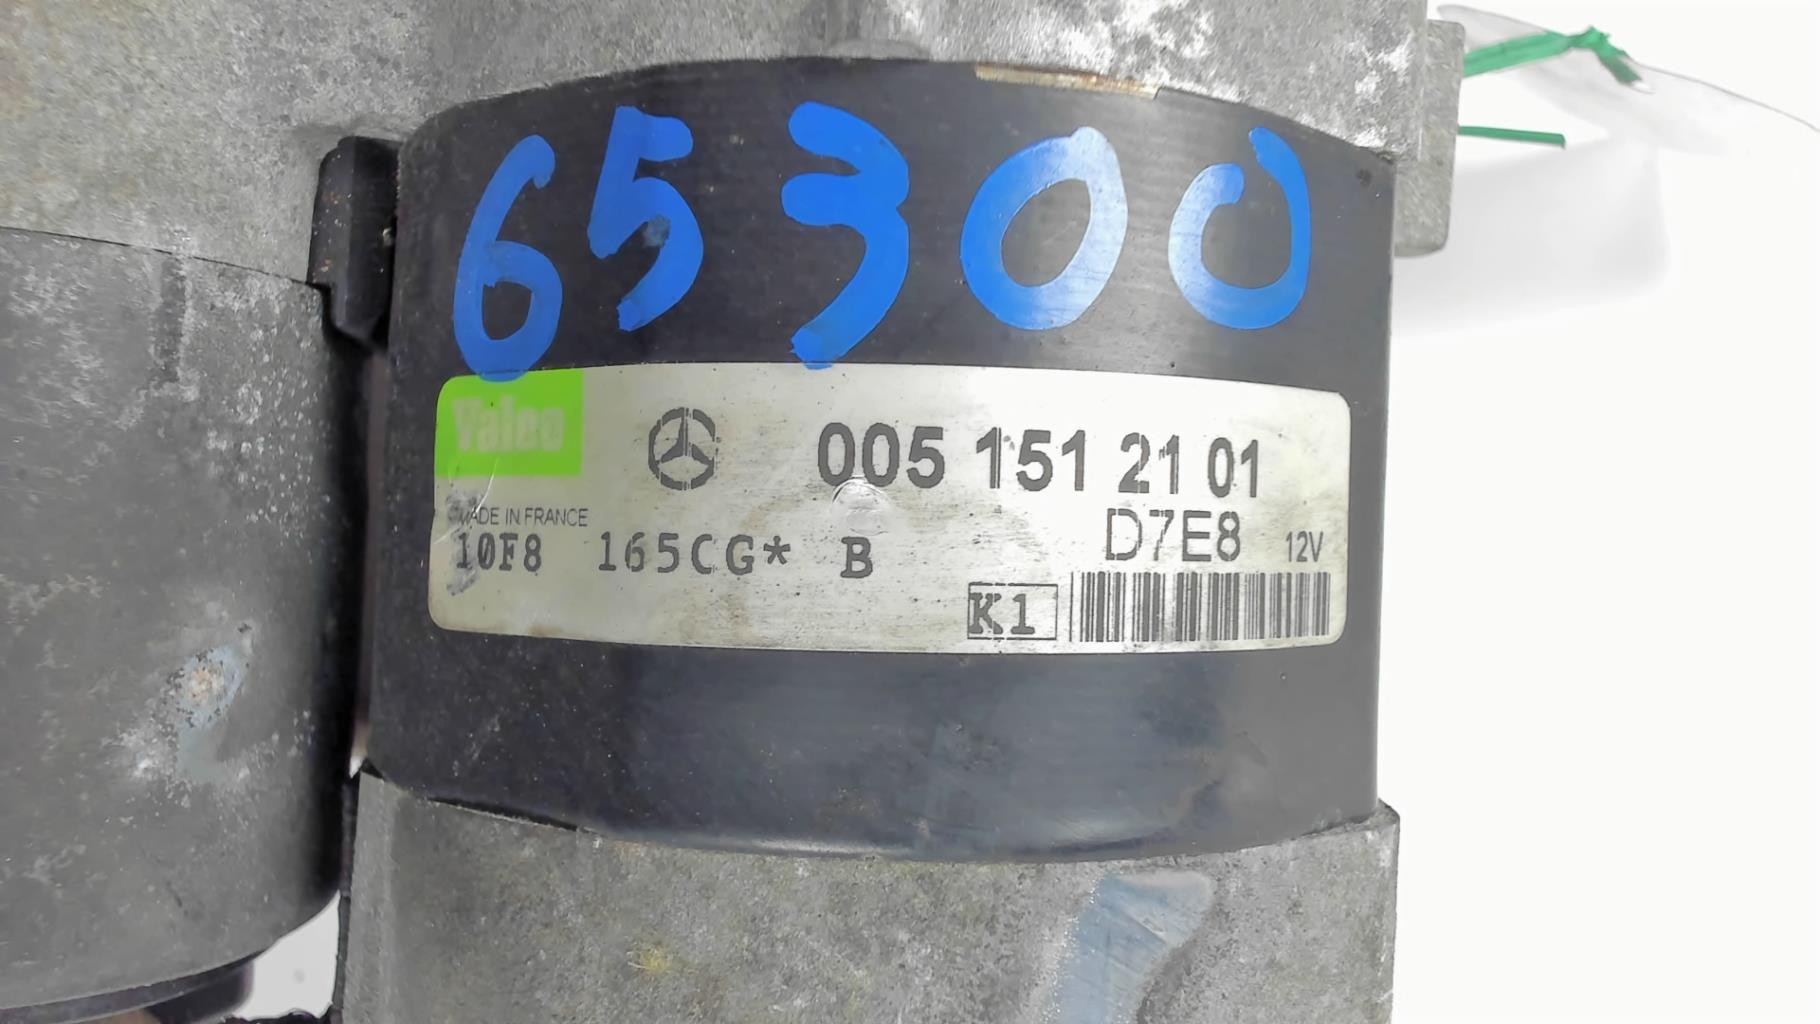 65300
Valeo 005 151 21 01
MADE IN FRANCE D7E8 12V
10F8 165CG* B
K1